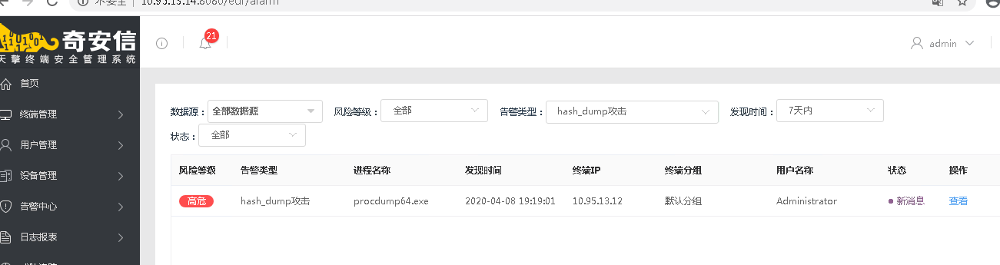 不安全 10.95.13.14:8080/edr/alarm
奇安信
天擎终端安全管理系统
21
admin
首页
终端管理
用户管理
设备管理
告警中心
日志报表
数据源： 全部数据源 风险等级： 全部 告警类型： hash_dump攻击 发现时间： 7天内
状态： 全部
风险等级 告警类型 进程名称 发现时间 终端IP 终端分组 用户名称 状态 操作
高危 hash_dump攻击 procdump64.exe 2020-04-08 19:19:01 10.95.13.12 默认分组 Administrator 新消息 查看